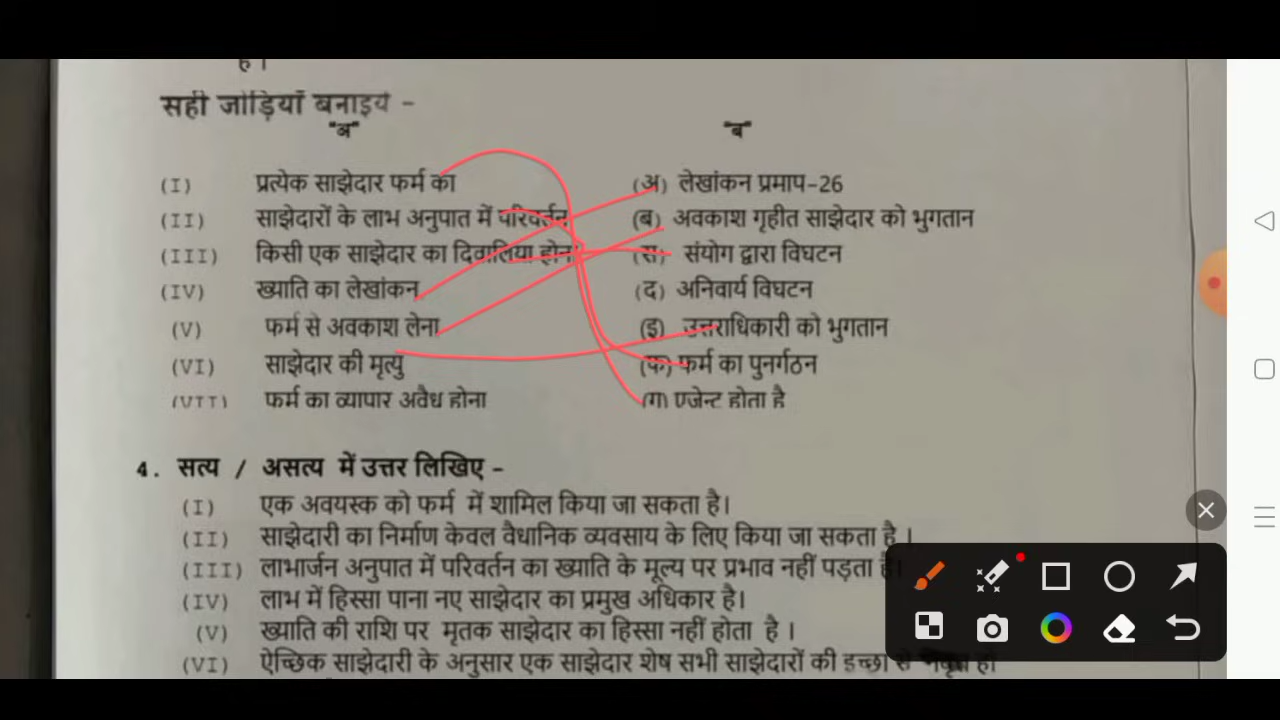 है।
सही जोड़ियाँ बनाइये -
"अ" "ब"
(I) प्रत्येक साझेदार फर्म का (अ) लेखांकन प्रमाप-26
(II) साझेदारों के लाभ अनुपात में परिवर्तन (ब) अवकाश गृहीत साझेदार को भुगतान
(III) किसी एक साझेदार का दिवालिया होना (स) संयोग द्वारा विघटन
(IV) ख्याति का लेखांकन (द) अनिवार्य विघटन
(V) फर्म से अवकाश लेना (इ) उत्तराधिकारी को भुगतान
(VI) साझेदार की मृत्यु (फ) फर्म का पुनर्गठन
(VII) फर्म का व्यापार अवैध होना (ग) एजेन्ट होता है
4. सत्य / असत्य में उत्तर लिखिए -
(I) एक अवयस्क को फर्म में शामिल किया जा सकता है।
(II) साझेदारी का निर्माण केवल वैधानिक व्यवसाय के लिए किया जा सकता है ।
(III) लाभार्जन अनुपात में परिवर्तन का ख्याति के मूल्य पर प्रभाव नहीं पड़ता है।
(IV) लाभ में हिस्सा पाना नए साझेदार का प्रमुख अधिकार है।
(V) ख्याति की राशि पर मृतक साझेदार का हिस्सा नहीं होता है ।
(VI) ऐच्छिक साझेदारी के अनुसार एक साझेदार शेष सभी साझेदारों की इच्छा से हो